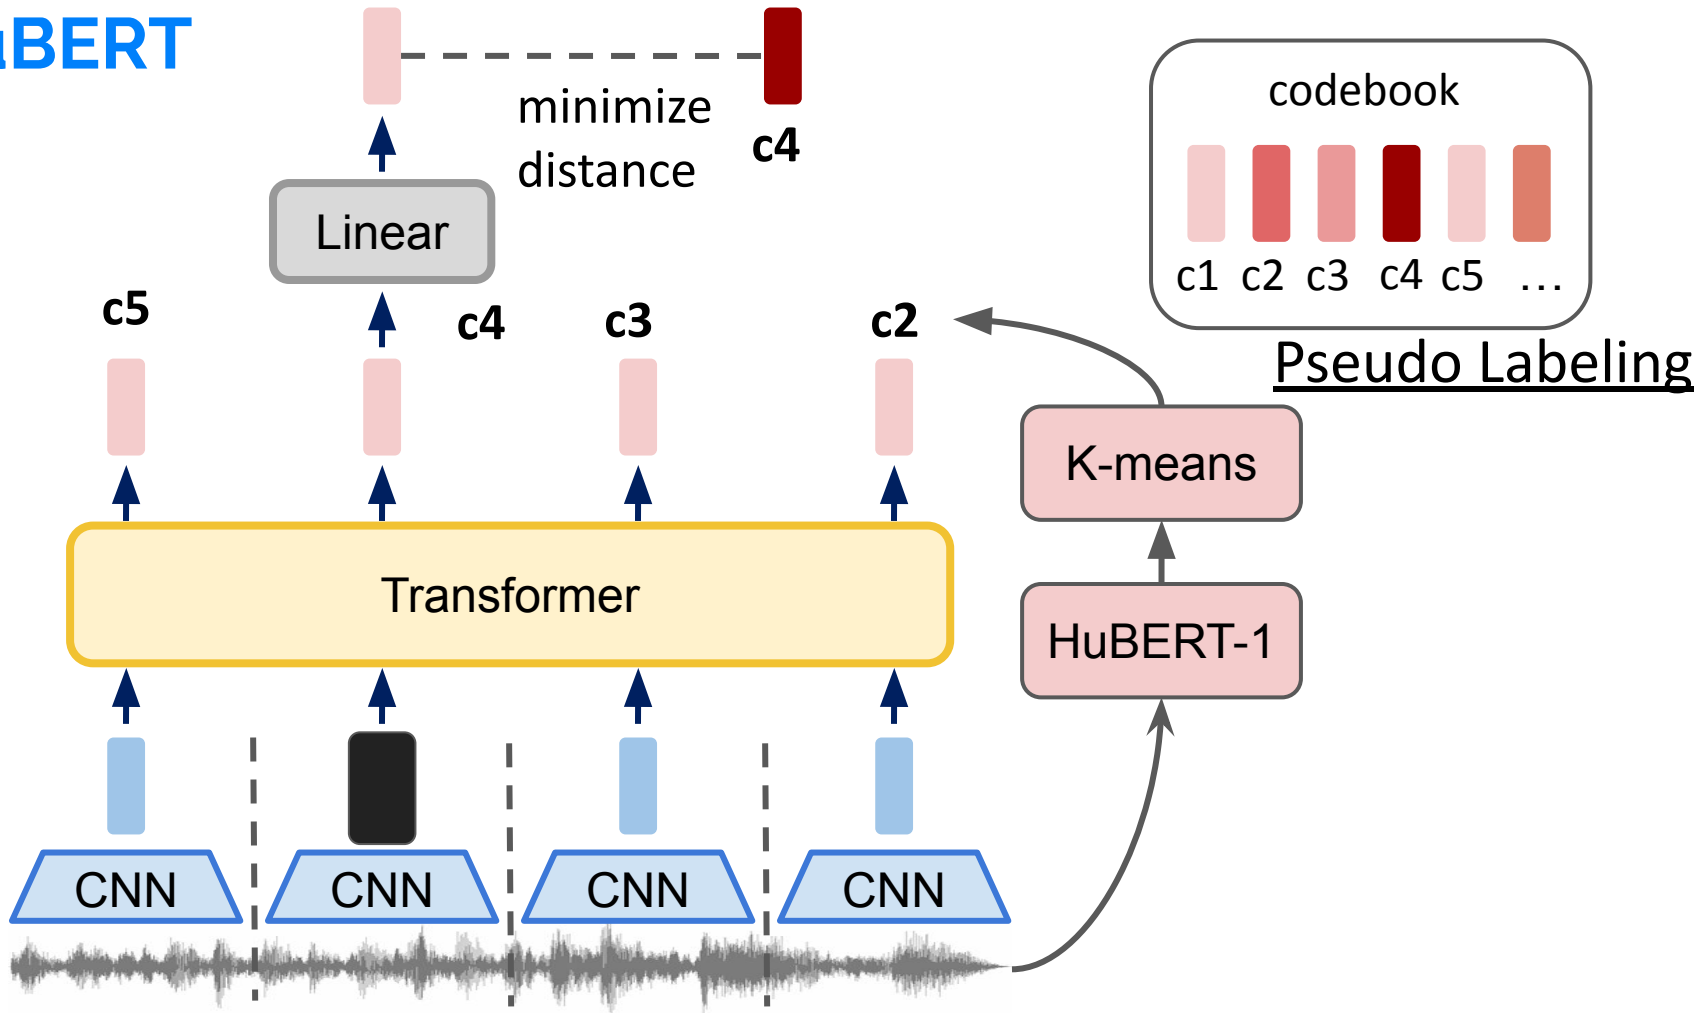 uBERT
minimize
distance
c4
codebook
c1 c2 c3 c4 c5 ...
Pseudo Labeling
Linear
c5
c4
c3
c2
K-means
Transformer
HuBERT-1
CNN
CNN
CNN
CNN